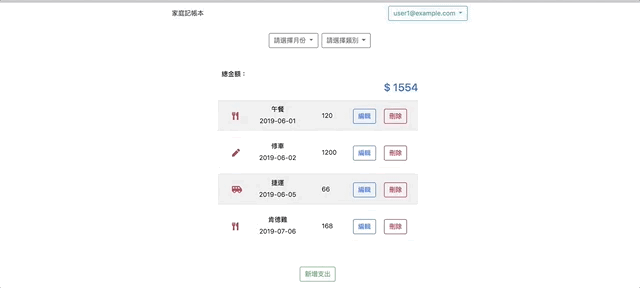 家庭記帳本
user1@example.com
請選擇月份
請選擇類別
總金額：
$ 1554
午餐
2019-06-01
120
編輯
刪除
修車
2019-06-02
1200
編輯
刪除
捷運
2019-06-05
66
編輯
刪除
肯德雞
2019-07-06
168
編輯
刪除
新增支出